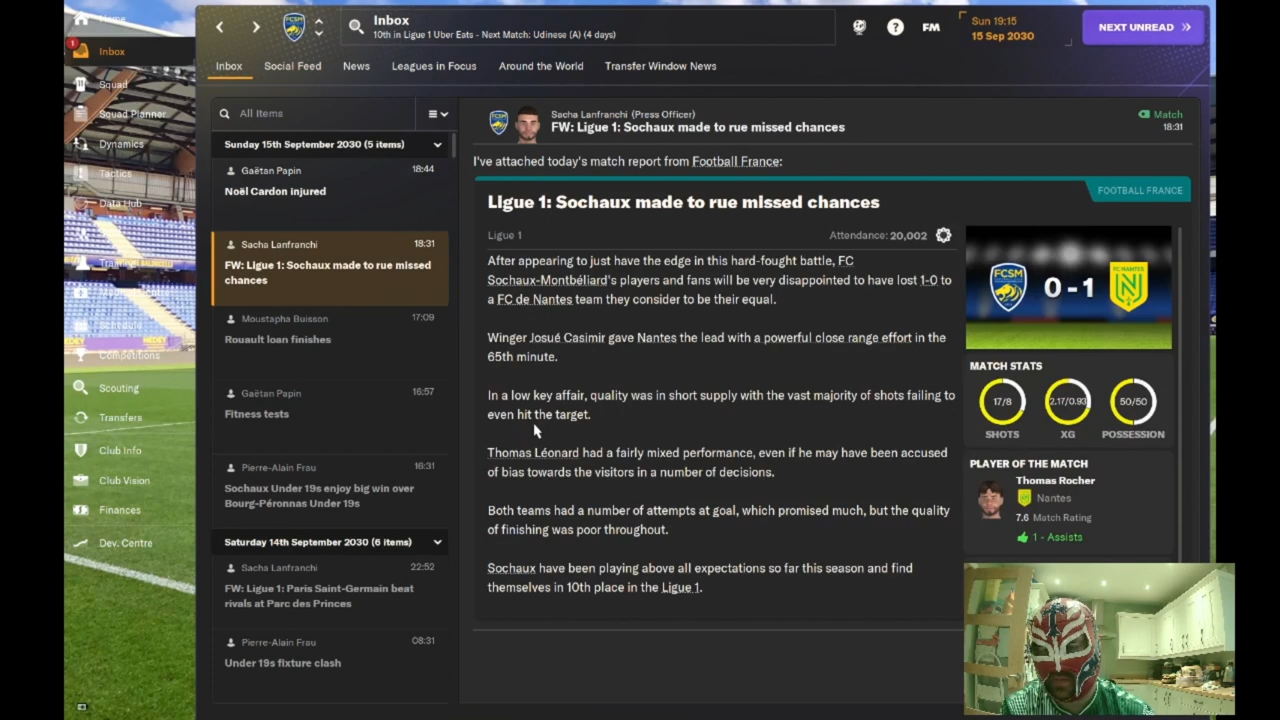 Home
1
Inbox
Squad
Squad Planner
Dynamics
Tactics
Data Hub
Schedule
Competitions
Scouting
Transfers
Club Info
Club Vision
Finances
Dev. Centre
FCSM
Inbox
10th in Ligue 1 Uber Eats - Next Match: Udinese (A) (4 days)
?
FM
Sun 19:15
15 Sep 2030
NEXT UNREAD
Inbox
Social Feed
News
Leagues in Focus
Around the World
Transfer Window News
All Items
Sunday 15th September 2030 (5 items)
Gaëtan Papin
18:44
Noël Cardon injured
Sacha Lanfranchi
18:31
FW: Ligue 1: Sochaux made to rue missed
chances
Moustapha Buisson
17:09
Rouault loan finishes
Gaëtan Papin
16:57
Fitness tests
Pierre-Alain Frau
16:31
Sochaux Under 19s enjoy big win over
Bourg-Péronnas Under 19s
Saturday 14th September 2030 (6 items)
Sacha Lanfranchi
22:52
FW: Ligue 1: Paris Saint-Germain beat
rivals at Parc des Princes
Pierre-Alain Frau
08:31
Under 19s fixture clash
Sacha Lanfranchi (Press Officer)
FW: Ligue 1: Sochaux made to rue missed chances
Match
18:31
I've attached today's match report from Football France:
FOOTBALL FRANCE
Ligue 1: Sochaux made to rue missed chances
Ligue 1
Attendance: 20,002
After appearing to just have the edge in this hard-fought battle, FC
Sochaux-Montbéliard's players and fans will be very disappointed to have lost 1-0 to
a FC de Nantes team they consider to be their equal.
Winger Josué Casimir gave Nantes the lead with a powerful close range effort in the
65th minute.
In a low key affair, quality was in short supply with the vast majority of shots failing to
even hit the target.
Thomas Léonard had a fairly mixed performance, even if he may have been accused
of bias towards the visitors in a number of decisions.
Both teams had a number of attempts at goal, which promised much, but the quality
of finishing was poor throughout.
Sochaux have been playing above all expectations so far this season and find
themselves in 10th place in the Ligue 1.
FCSM
0 - 1
FC NANTES
MATCH STATS
17/8
2.17/0.93
50/50
SHOTS
XG
POSSESSION
PLAYER OF THE MATCH
Thomas Rocher
Nantes
7.6 Match Rating
1 - Assists